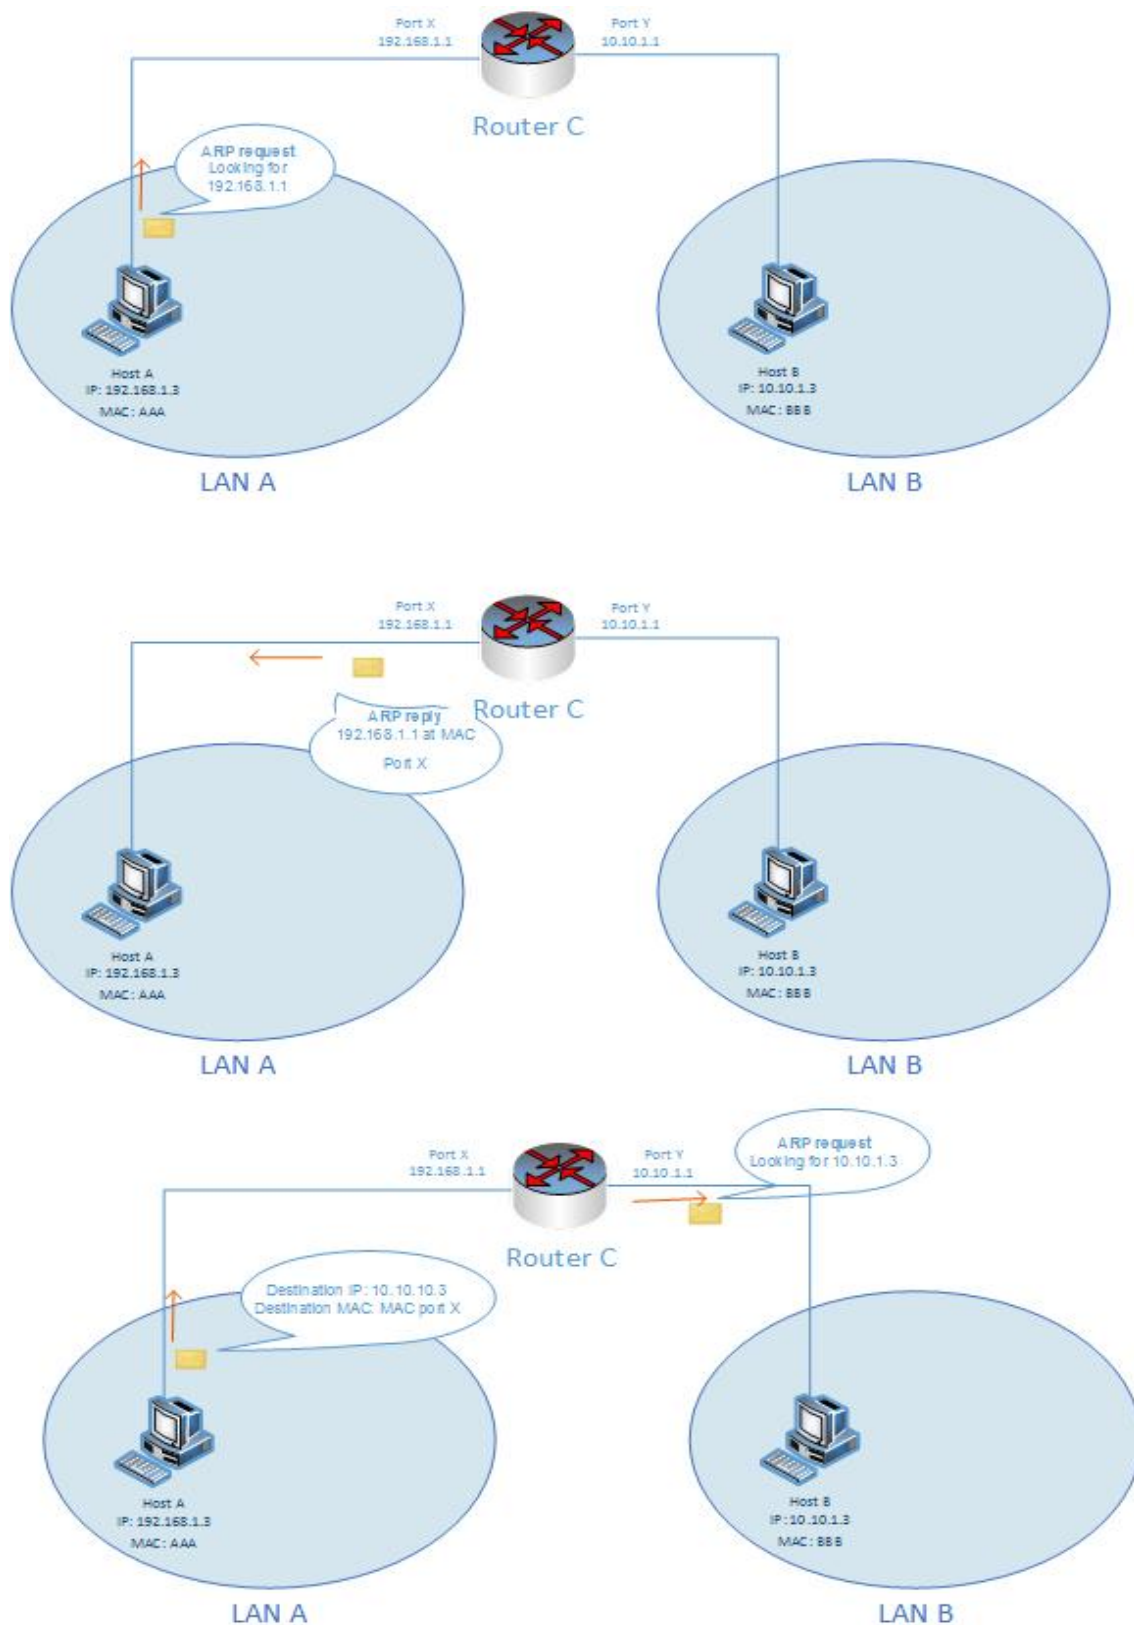 Port X
192.168.1.1
Port Y
10.10.1.1
Router C
ARP request
Looking for
192.168.1.1
Host A
IP: 192.168.1.3
MAC: AAA
Host B
IP: 10.10.1.3
MAC: BBB
LAN A
LAN B
Port X
192.168.1.1
Port Y
10.10.1.1
Router C
ARP reply
192.168.1.1 at MAC
Port X
Host A
IP: 192.168.1.3
MAC: AAA
Host B
IP: 10.10.1.3
MAC: BBB
LAN A
LAN B
Port X
192.168.1.1
Port Y
10.10.1.1
ARP request
Looking for 10.10.1.3
Router C
Destination IP: 10.10.10.3
Destination MAC: MAC port X
Host A
IP: 192.168.1.3
MAC: AAA
Host B
IP: 10.10.1.3
MAC: BBB
LAN A
LAN B